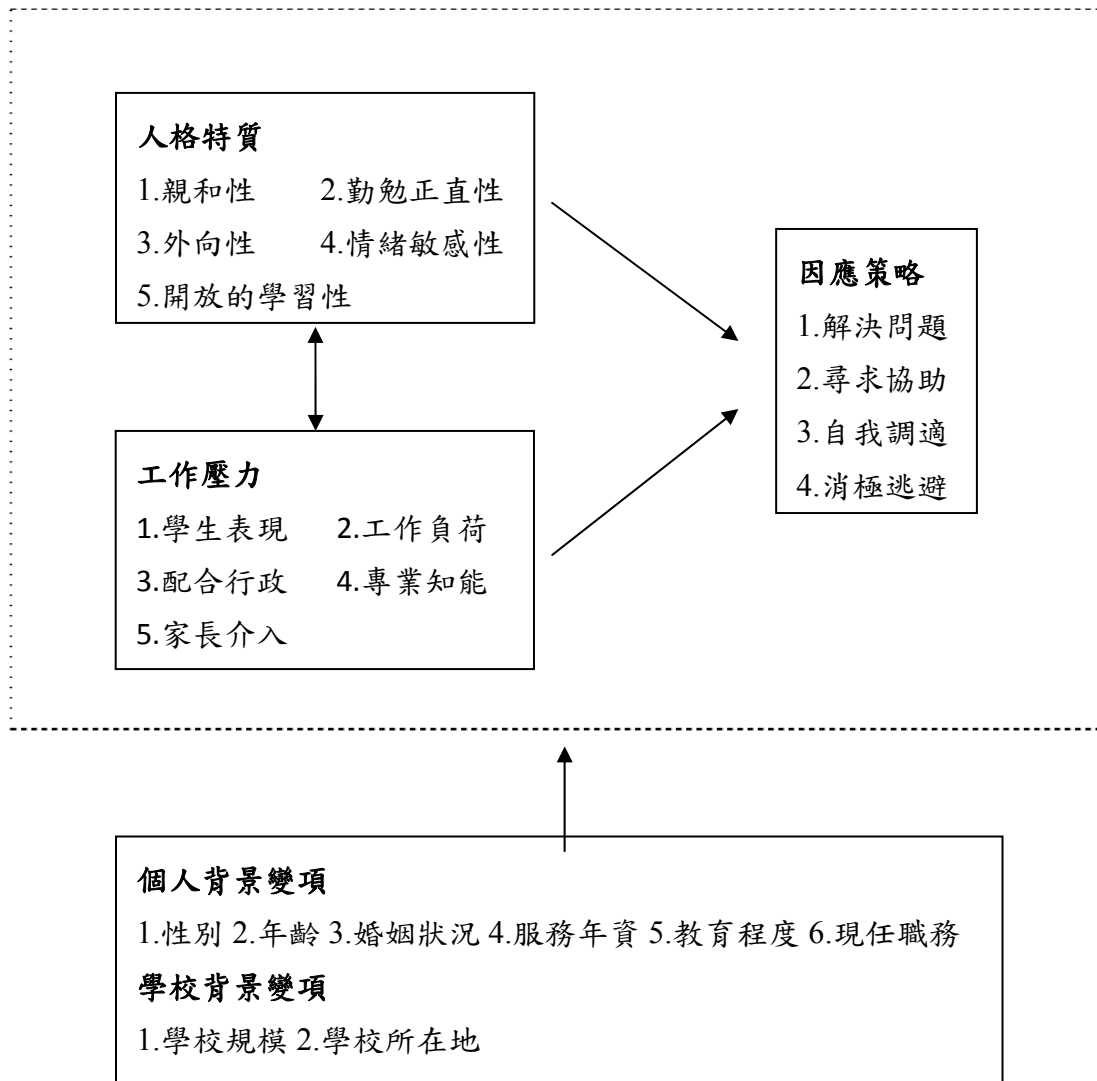 人格特質
1.親和性 2.勤勉正直性
3.外向性 4.情緒敏感性
5.開放的學習性
因應策略
1.解決問題
2.尋求協助
3.自我調適
4.消極逃避
工作壓力
1.學生表現 2.工作負荷
3.配合行政 4.專業知能
5.家長介入
個人背景變項
1.性別 2.年齡 3.婚姻狀況 4.服務年資 5.教育程度 6.現任職務
學校背景變項
1.學校規模 2.學校所在地